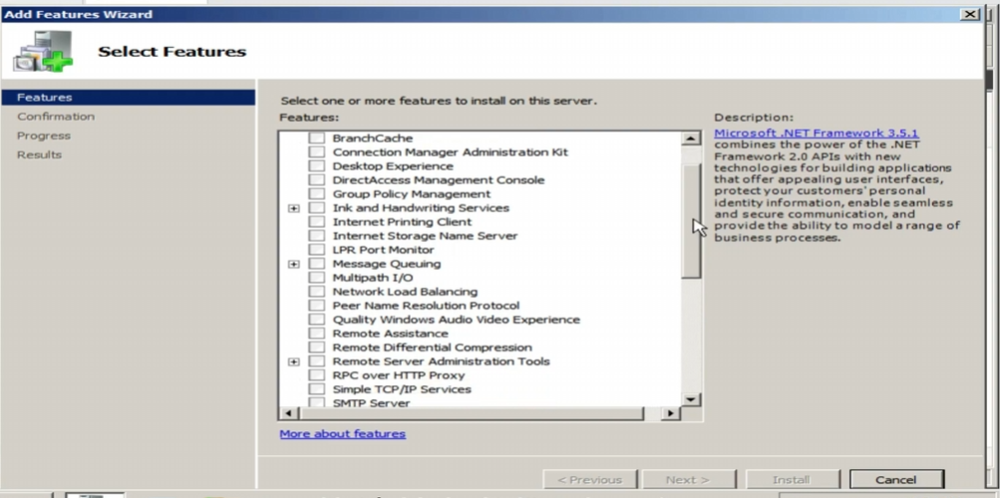 Add Features Wizard
Select Features
Features
Confirmation
Progress
Results
Select one or more features to install on this server.
Features:
BranchCache
Connection Manager Administration Kit
Desktop Experience
DirectAccess Management Console
Group Policy Management
Ink and Handwriting Services
Internet Printing Client
Internet Storage Name Server
LPR Port Monitor
Message Queuing
Multipath I/O
Network Load Balancing
Peer Name Resolution Protocol
Quality Windows Audio Video Experience
Remote Assistance
Remote Differential Compression
Remote Server Administration Tools
RPC over HTTP Proxy
Simple TCP/IP Services
SMTP Server
More about features
Description:
Microsoft .NET Framework 3.5.1
combines the power of the .NET
Framework 2.0 APIs with new
technologies for building applications
that offer appealing user interfaces,
protect your customers' personal
identity information, enable seamless
and secure communication, and
provide the ability to model a range of
business processes.
< Previous
Next >
Install
Cancel